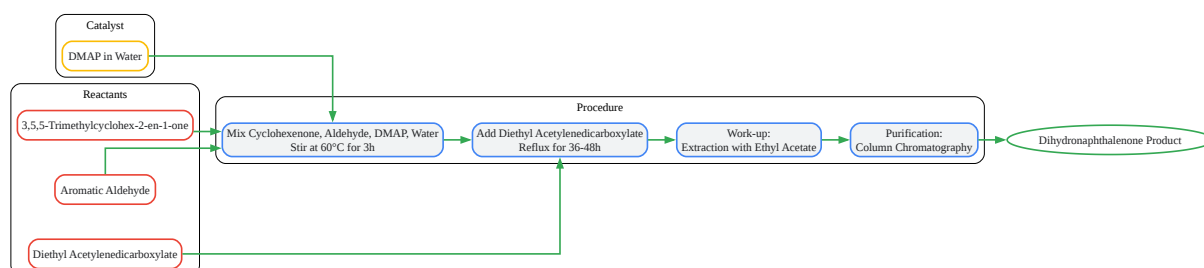 Catalyst
DMAP in Water
Reactants
3,5,5-Trimethylcyclohex-2-en-1-one
Aromatic Aldehyde
Diethyl Acetylenedicarboxylate
Procedure
Mix Cyclohexenone, Aldehyde, DMAP, Water
Stir at 60°C for 3h
Add Diethyl Acetylenedicarboxylate
Reflux for 36-48h
Work-up:
Extraction with Ethyl Acetate
Purification:
Column Chromatography
Dihydronaphthalenone Product